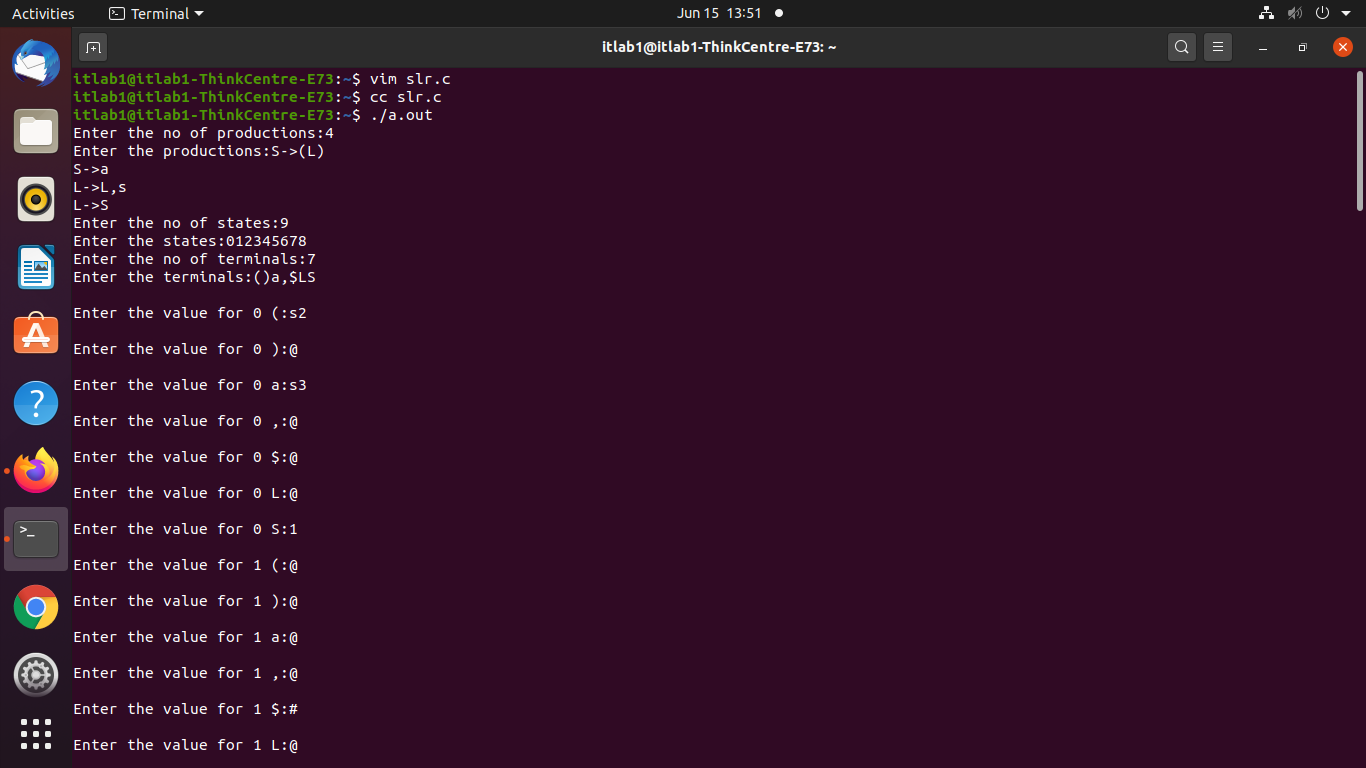 Activities Terminal Jun 15 13:51
itlab1@itlab1-ThinkCentre-E73: ~
itlab1@itlab1-ThinkCentre-E73:~$ vim slr.c
itlab1@itlab1-ThinkCentre-E73:~$ cc slr.c
itlab1@itlab1-ThinkCentre-E73:~$ ./a.out
Enter the no of productions:4
Enter the productions:S->(L)
S->a
L->L,s
L->S
Enter the no of states:9
Enter the states:012345678
Enter the no of terminals:7
Enter the terminals:()a,$LS
Enter the value for 0 (:s2
Enter the value for 0 ):@
Enter the value for 0 a:s3
Enter the value for 0 ,:@
Enter the value for 0 $:@
Enter the value for 0 L:@
Enter the value for 0 S:1
Enter the value for 1 (:@
Enter the value for 1 ):@
Enter the value for 1 a:@
Enter the value for 1 ,:@
Enter the value for 1 $:#
Enter the value for 1 L:@